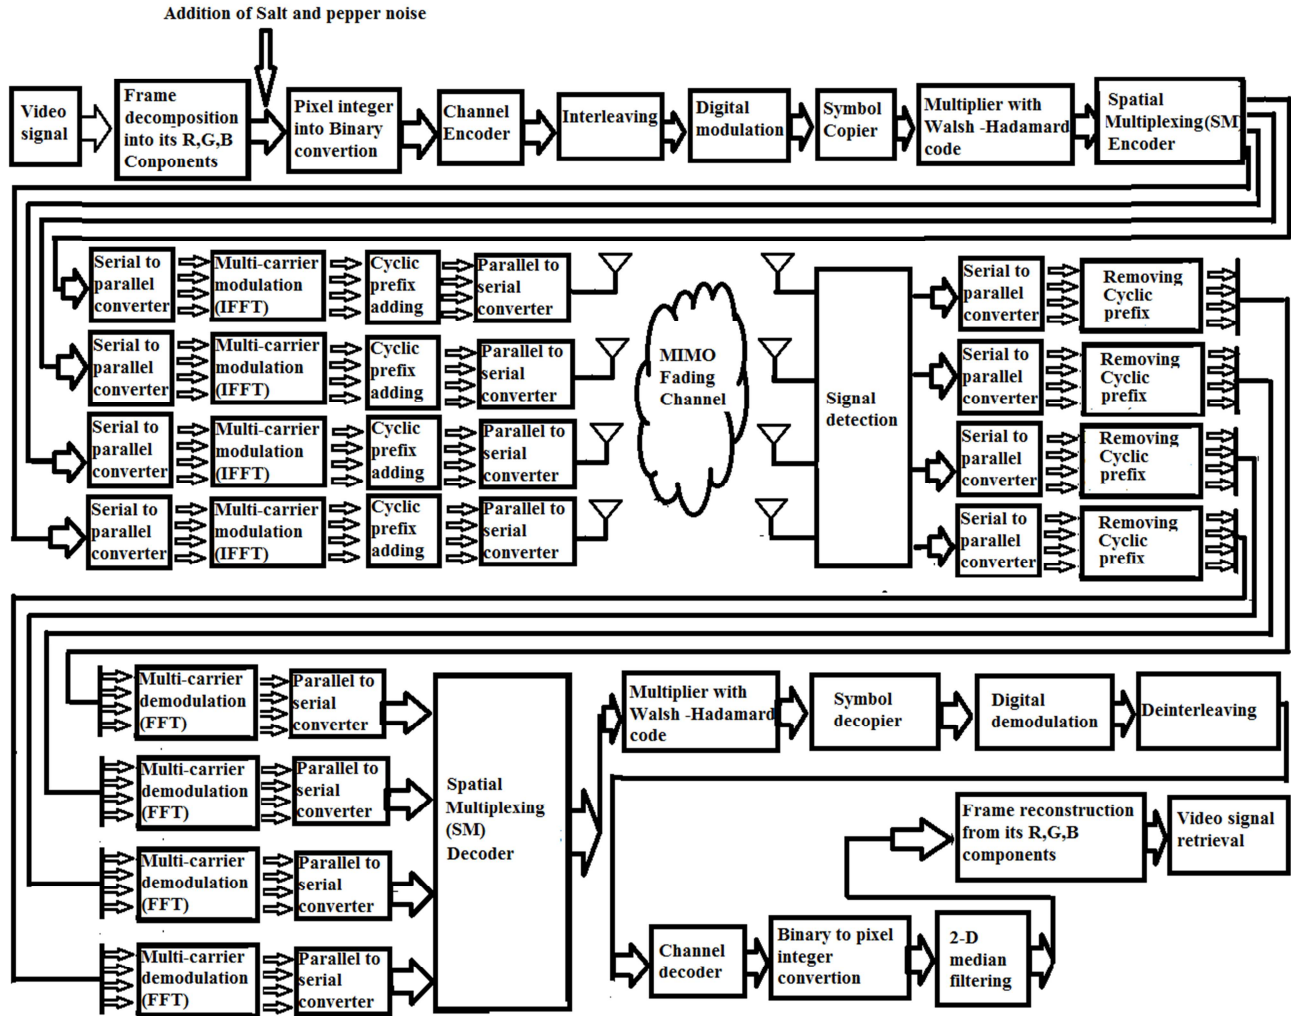 Addition of Salt and pepper noise
Video
signal
Frame
decomposition
into its R,G,B
Components
Pixel integer
into Binary
convertion
Channel
Encoder
Interleaving
Digital
modulation
Symbol
Copier
Multiplier with
Walsh -Hadamard
code
Spatial
Multiplexing(SM)
Encoder
Serial to
parallel
converter
Multi-carrier
modulation
(IFFT)
Cyclic
prefix
adding
Parallel to
serial
converter
Serial to
parallel
converter
Multi-carrier
modulation
(IFFT)
Cyclic
prefix
adding
Parallel to
serial
converter
Serial to
parallel
converter
Multi-carrier
modulation
(IFFT)
Cyclic
prefix
adding
Parallel to
serial
converter
Serial to
parallel
converter
Multi-carrier
modulation
(IFFT)
Cyclic
prefix
adding
Parallel to
serial
converter
MIMO
Fading
Channel
Signal
detection
Serial to
parallel
converter
Removing
Cyclic
prefix
Serial to
parallel
converter
Removing
Cyclic
prefix
Serial to
parallel
converter
Removing
Cyclic
prefix
Serial to
parallel
converter
Removing
Cyclic
prefix
Multi-carrier
demodulation
(FFT)
Parallel to
serial
converter
Multi-carrier
demodulation
(FFT)
Parallel to
serial
converter
Multi-carrier
demodulation
(FFT)
Parallel to
serial
converter
Multi-carrier
demodulation
(FFT)
Parallel to
serial
converter
Spatial
Multiplexing
(SM)
Decoder
Multiplier with
Walsh -Hadamard
code
Symbol
decopier
Digital
demodulation
Deinterleaving
Channel
decoder
Binary to pixel
integer
convertion
2-D
median
filtering
Frame reconstruction
from its R,G,B
components
Video signal
retrieval